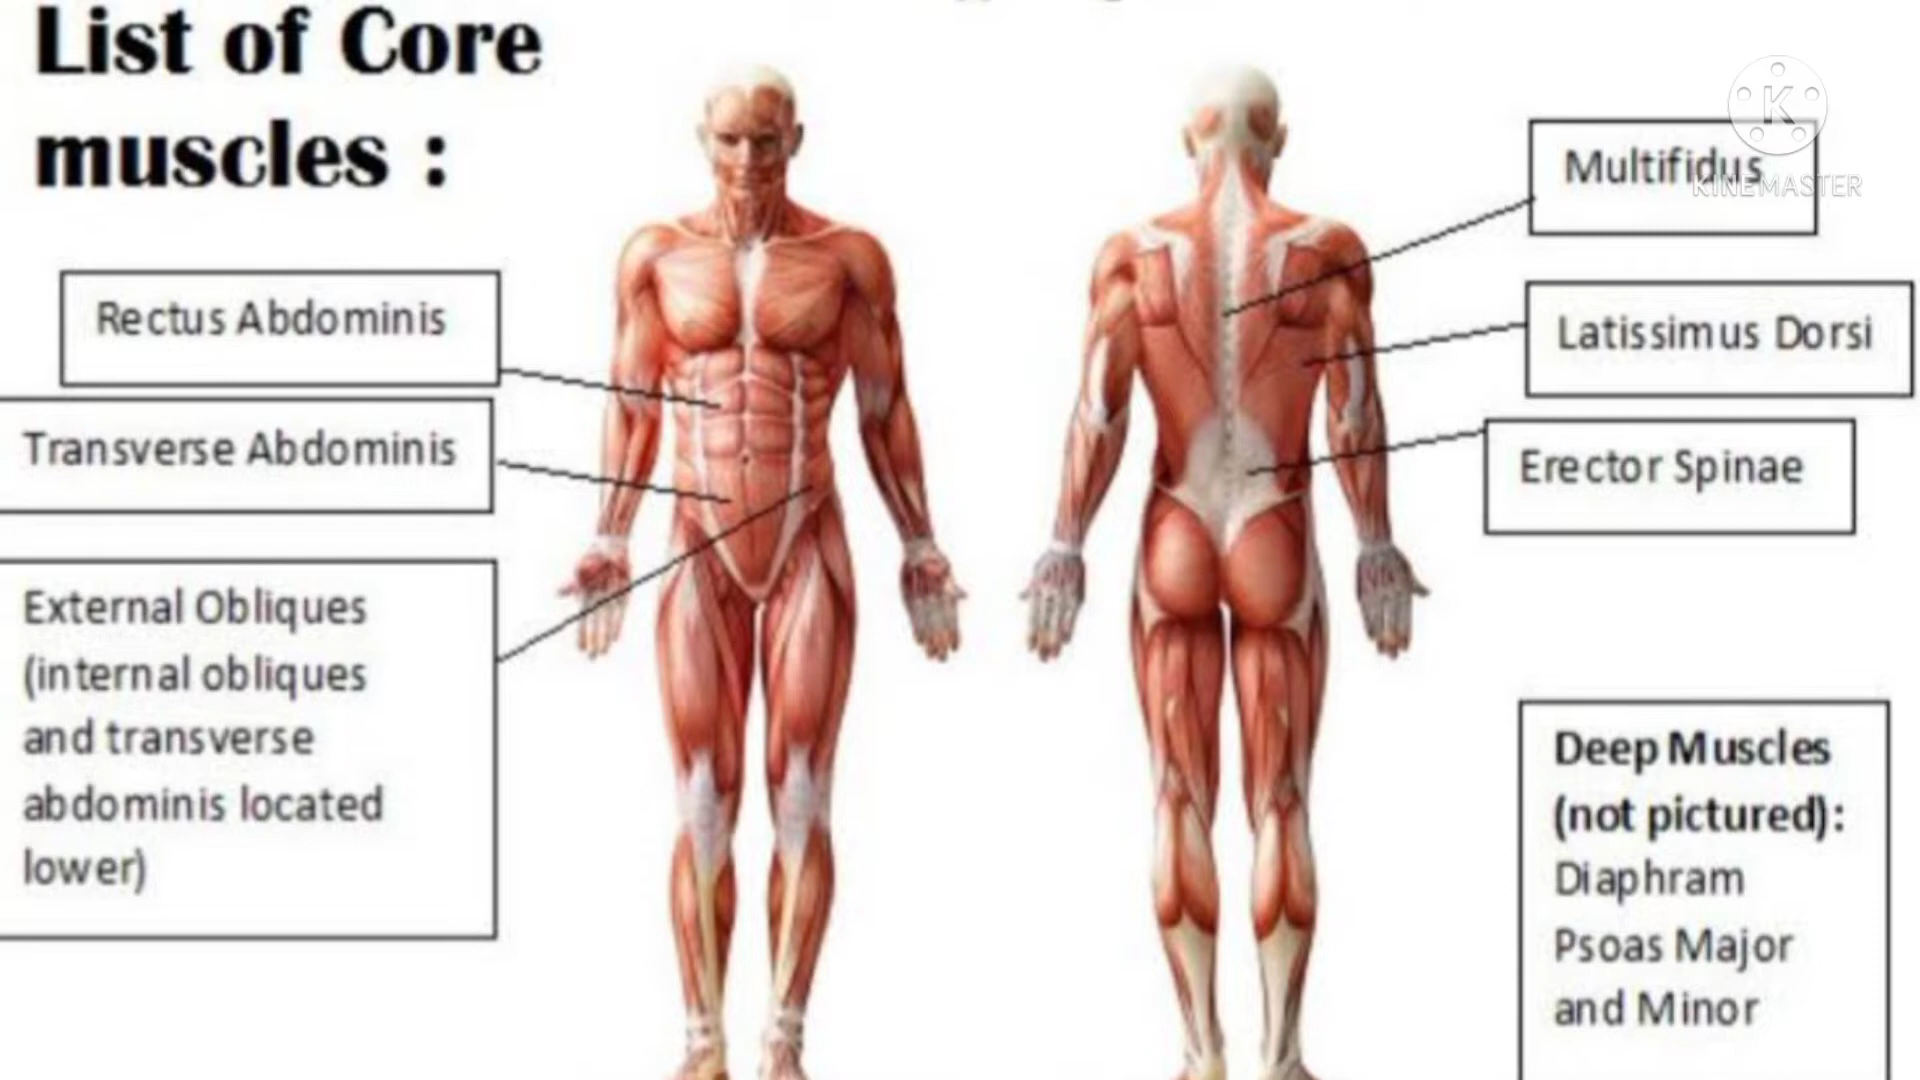 List of Core
muscles :
Rectus Abdominis
Transverse Abdominis
External Obliques
(internal obliques
and transverse
abdominis located
lower)
K
KINEMASTER
Multifidus
Latissimus Dorsi
Erector Spinae
Deep Muscles
(not pictured):
Diaphram
Psoas Major
and Minor